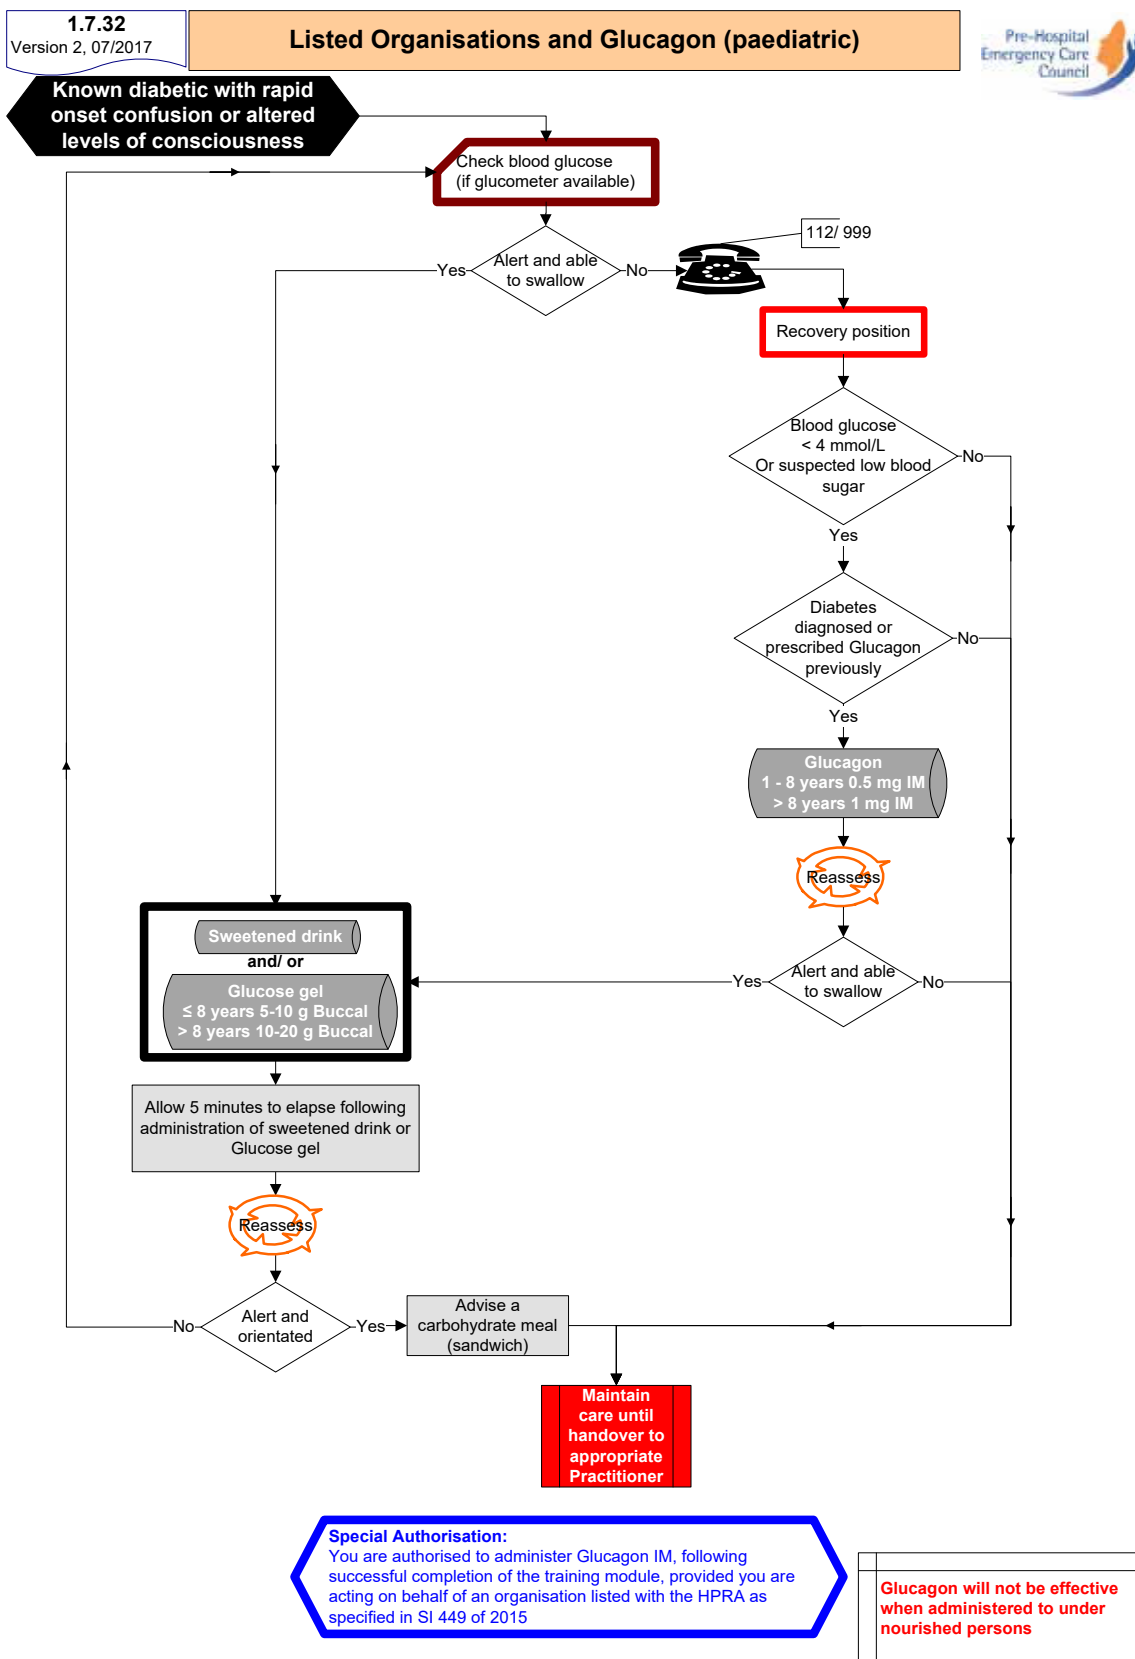 1.7.32
Version 2, 07/2017
Listed Organisations and Glucagon (paediatric)
Pre-Hospital
Emergency Care
Council
Known diabetic with rapid
onset confusion or altered
levels of consciousness
Check blood glucose
(if glucometer available)
112/ 999
Yes
Alert and able
to swallow
No
Recovery position
Blood glucose
< 4 mmol/L
Or suspected low blood
sugar
No
Yes
Diabetes
diagnosed or
prescribed Glucagon
previously
No
Yes
Glucagon
1 - 8 years 0.5 mg IM
> 8 years 1 mg IM
Reassess
Alert and able
to swallow
Yes
No
Sweetened drink
and/ or
Glucose gel
≤ 8 years 5-10 g Buccal
> 8 years 10-20 g Buccal
Allow 5 minutes to elapse following
administration of sweetened drink or
Glucose gel
Reassess
No
Alert and
orientated
Yes
Advise a
carbohydrate meal
(sandwich)
Maintain
care until
handover to
appropriate
Practitioner
Special Authorisation:
You are authorised to administer Glucagon IM, following
successful completion of the training module, provided you are
acting on behalf of an organisation listed with the HPRA as
specified in SI 449 of 2015
Glucagon will not be effective
when administered to under
nourished persons